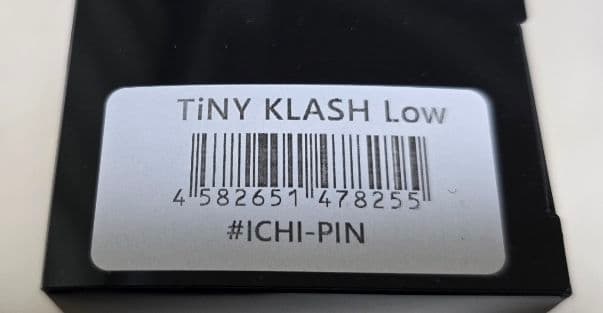 TiNY KLASH Low
4 582651 478255
#ICHI-PIN